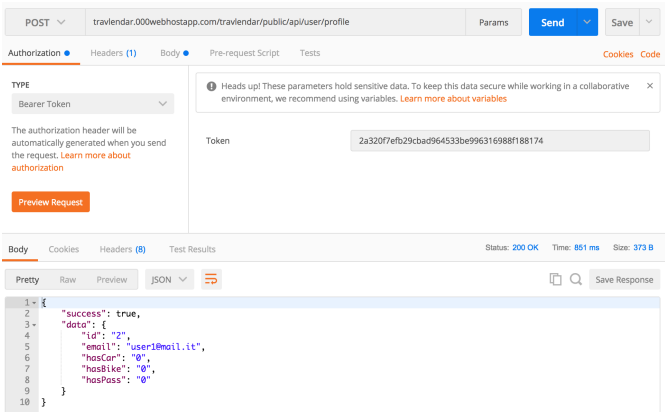 POST travlendar.000webhostapp.com/travlendar/public/api/user/profile Params Send Save
Authorization Headers (1) Body Pre-request Script Tests Cookies Code
TYPE
Bearer Token
The authorization header will be
automatically generated when you send
the request. Learn more about
authorization
Preview Request
Heads up! These parameters hold sensitive data. To keep this data secure while working in a collaborative
environment, we recommend using variables. Learn more about variables
Token 2a320f7efb29cbad964533be996316988f188174
Body Cookies Headers (8) Test Results Status: 200 OK Time: 851 ms Size: 373 B
Pretty Raw Preview JSON Save Response
1 {
2 "success": true,
3 "data": {
4 "id": "2",
5 "email": "user1@mail.it",
6 "hasCar": "0",
7 "hasBike": "0",
8 "hasPass": "0"
9 }
10 }